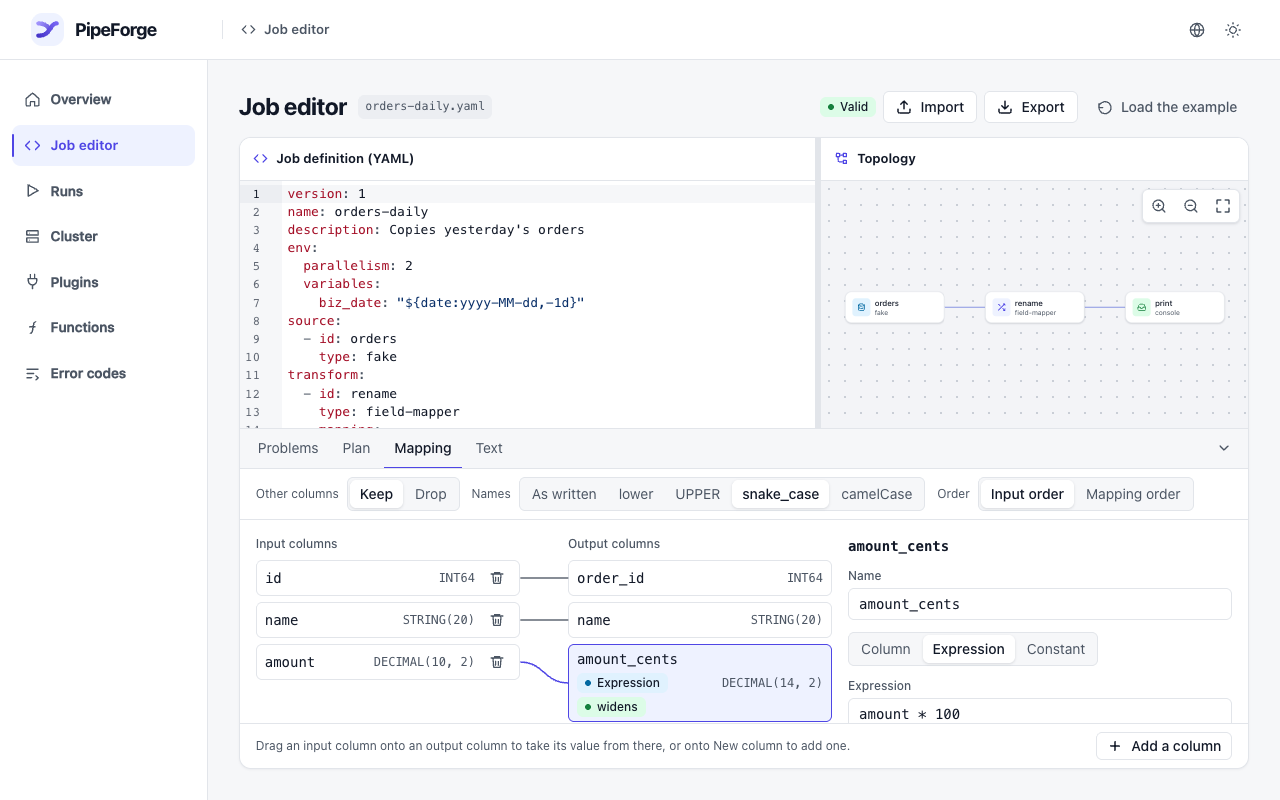 PipeForge
Job editor
Overview
Job editor
Runs
Cluster
Plugins
Functions
Error codes
Job editor
orders-daily.yaml
Valid
Import
Export
Load the example
Job definition (YAML)
1 version: 1
2 name: orders-daily
3 description: Copies yesterday's orders
4 env:
5 parallelism: 2
6 variables:
7 biz_date: "${date:yyyy-MM-dd,-1d}"
8 source:
9 - id: orders
10 type: fake
11 transform:
12 - id: rename
13 type: field-mapper
Topology
orders
fake
rename
field-mapper
print
console
Problems Plan Mapping Text
Other columns Keep Drop Names As written lower UPPER snake_case camelCase Order Input order Mapping order
Input columns
id INT64
name STRING(20)
amount DECIMAL(10, 2)
Output columns
order_id INT64
name STRING(20)
amount_cents
Expression DECIMAL(14, 2)
widens
amount_cents
Name
amount_cents
Column Expression Constant
Expression
amount * 100
Drag an input column onto an output column to take its value from there, or onto New column to add one.
Add a column